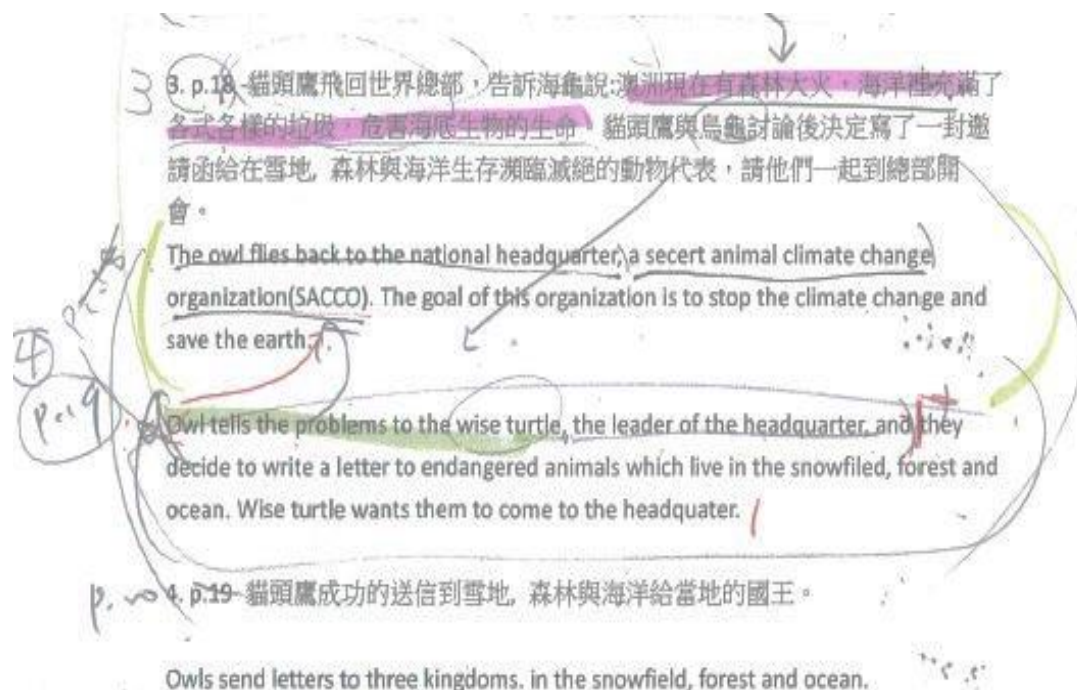 3. p.18 貓頭鷹飛回世界總部，告訴海龜說:澳洲現在有森林大火，海洋裡充滿了
各式各樣的垃圾，危害海底生物的生命，貓頭鷹與烏龜討論後決定寫了一封邀
請函給在雪地, 森林與海洋生存瀕臨滅絕的動物代表，請他們一起到總部開
會。
The owl flies back to the national headquarter, a secert animal climate change
organization(SACCO). The goal of this organization is to stop the climate change and
save the earth.
④
p.19
Owl tells the problems to the wise turtle, the leader of the headquarter, and they
decide to write a letter to endangered animals which live in the snowfiled, forest and
ocean. Wise turtle wants them to come to the headquater.
4. p.19 貓頭鷹成功的送信到雪地, 森林與海洋給當地的國王。
Owls send letters to three kingdoms. in the snowfield, forest and ocean.